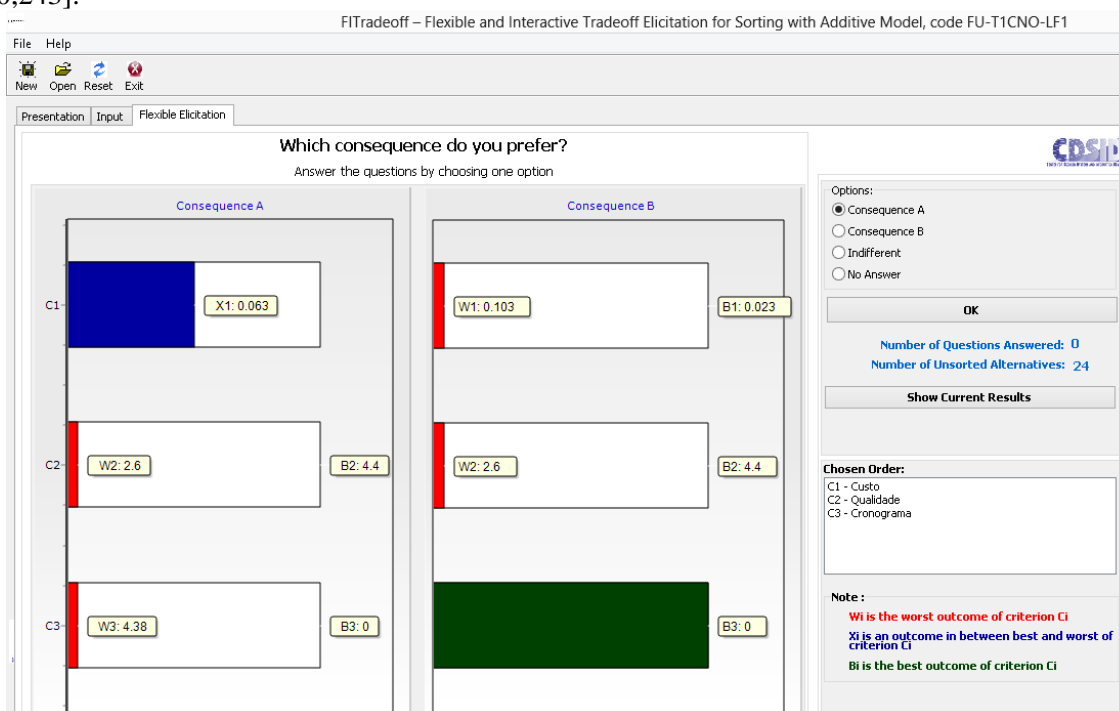 0,243].
FITradeoff – Flexible and Interactive Tradeoff Elicitation for Sorting with Additive Model, code FU-T1CNO-LF1
File Help
New Open Reset Exit
Presentation Input Flexible Elicitation
Which consequence do you prefer?
Answer the questions by choosing one option
CDSID
Consequence A
Consequence B
C1
X1: 0.063
W1: 0.103
B1: 0.023
C2
W2: 2.6
B2: 4.4
W2: 2.6
B2: 4.4
C3
W3: 4.38
B3: 0
B3: 0
Options:
Consequence A
Consequence B
Indifferent
No Answer
OK
Number of Questions Answered: 0
Number of Unsorted Alternatives: 24
Show Current Results
Chosen Order:
C1 - Custo
C2 - Qualidade
C3 - Cronograma
Note :
Wi is the worst outcome of criterion Ci
Xi is an outcome in between best and worst of
criterion Ci
Bi is the best outcome of criterion Ci